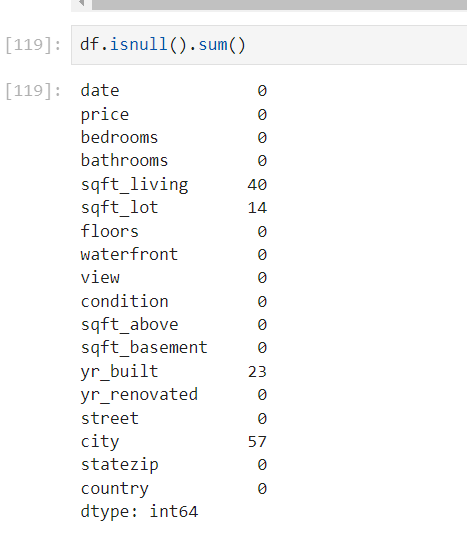 [119]: df.isnull().sum()
[119]: date 0
price 0
bedrooms 0
bathrooms 0
sqft_living 40
sqft_lot 14
floors 0
waterfront 0
view 0
condition 0
sqft_above 0
sqft_basement 0
yr_built 23
yr_renovated 0
street 0
city 57
statezip 0
country 0
dtype: int64